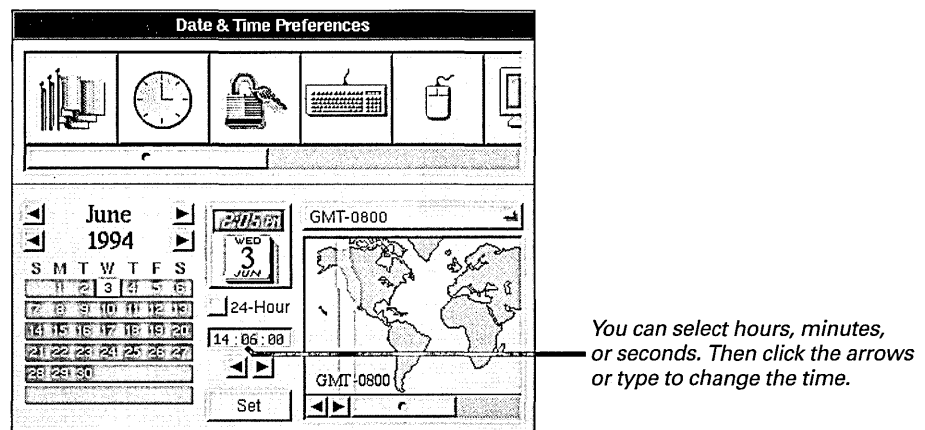 Date & Time Preferences
June
1994
S M T W T F S
1 2 3 4 5 6
7 8 9 10 11 12 13
14 15 16 17 18 19 20
21 22 23 24 25 26 27
28 29 30
WED
3
JUN
24-Hour
14:06:00
Set
GMT-0800
GMT-0800
You can select hours, minutes,
or seconds. Then click the arrows
or type to change the time.